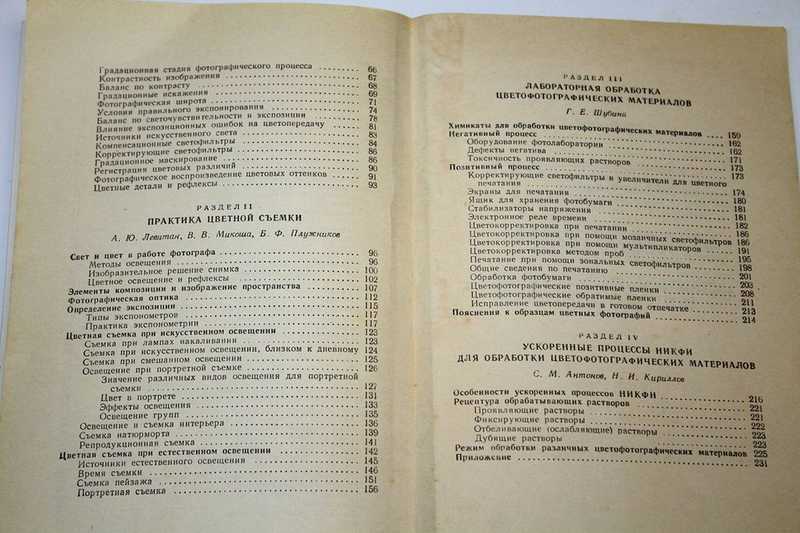 Градационная стадия фотографического процесса 66
Контрастность изображения 67
Баланс по контрасту 68
Градационные искажения 69
Фотографическая широта 71
Условия правильного экспонирования 74
Баланс по светочувствительности и экспозиции 78
Влияние экспозиционных ошибок на цветопередачу 81
Источники искусственного света 83
Компенсационные светофильтры 84
Корректирующие светофильтры 86
Градационное маскирование 86
Регистрация цветовых различий 90
Фотографическое воспроизведение цветовых оттенков 91
Цветные детали и рефлексы 93
РАЗДЕЛ II
ПРАКТИКА ЦВЕТНОЙ СЪЕМКИ
А. Ю. Левитан, В. В. Микоша, Б. Ф. Плужников
Свет и цвет в работе фотографа 96
Методы освещения 96
Изобразительное решение снимка 100
Цветное освещение и рефлексы 102
Элементы композиции и изображение пространства 107
Фотографическая оптика 112
Определение экспозиции 115
Типы экспонометров 117
Практика экспонометрии 117
Цветная съемка при искусственном освещении 123
Съемка при лампах накаливания 123
Съемка при искусственном освещении, близком к дневному 124
Съемка при смешанном освещении 125
Освещение при портретной съемке 126
Значение различных видов освещения для портретной
съемки 127
Цвет в портрете 131
Эффекты освещения 133
Освещение групп 135
Освещение и съемка интерьера 136
Съемка натюрморта 139
Репродукционная съемка 141
Цветная съемка при естественном освещении 142
Источники естественного освещения 145
Время съемки 146
Съемка пейзажа 151
Портретная съемка 156
РАЗДЕЛ III
ЛАБОРАТОРНАЯ ОБРАБОТКА
ЦВЕТОФОТОГРАФИЧЕСКИХ МАТЕРИАЛОВ
Г. Е. Шубина
Химикаты для обработки цветофотографических материалов 159
Негативный процесс 162
Оборудование фотолаборатории 162
Дефекты негатива 171
Токсичность проявляющих растворов 173
Позитивный процесс 173
Корректирующие светофильтры и увеличители для цветного
печатания 174
Экраны для печатания 180
Ящик для хранения фотобумаги 181
Стабилизаторы напряжения 181
Электронное реле времени 182
Цветокорректировка при печатании 186
Цветокорректировка при помощи мозаичных светофильтров 186
Цветокорректировка при помощи мультипликаторов 191
Цветокорректировка методом проб 195
Печатание при помощи зональных светофильтров 198
Общие сведения по печатанию 201
Обработка фотобумаги 203
Цветофотографические позитивные пленки 208
Цветофотографические обратимые пленки 211
Исправление цветопередачи в готовом отпечатке 213
Пояснения к образцам цветных фотографий 214
РАЗДЕЛ IV
УСКОРЕННЫЕ ПРОЦЕССЫ НИКФИ
ДЛЯ ОБРАБОТКИ ЦВЕТОФОТОГРАФИЧЕСКИХ МАТЕРИАЛОВ
С. М. Антонов, Н. И. Кириллов
Особенности ускоренных процессов НИКФИ 216
Рецептура обрабатывающих растворов 221
Проявляющие растворы 221
Фиксирующие растворы 222
Отбеливающие (ослабляющие) растворы 223
Дубящие растворы 223
Режим обработки различных цветофотографических материалов 225
Приложение 231